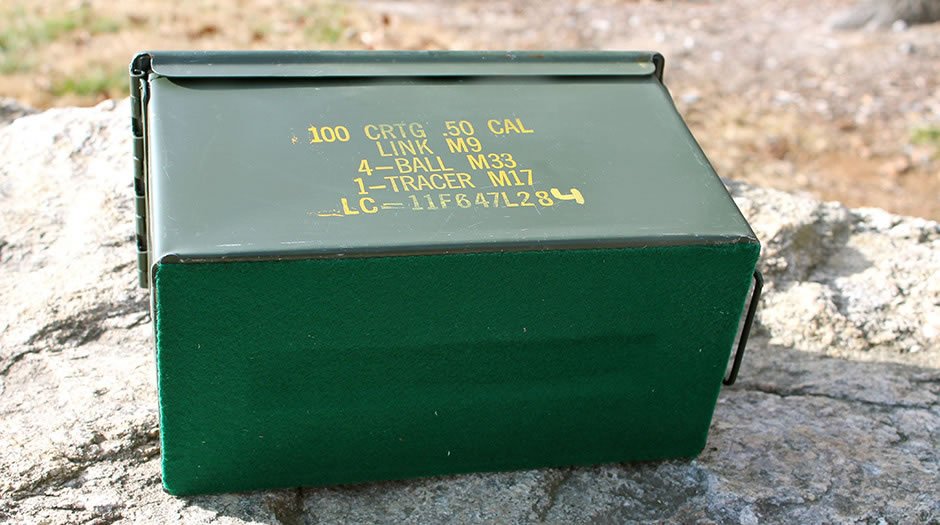 100 CRTG .50 CAL
LINK M9
4-BALL M33
1-TRACER M17
LC-11F647L284